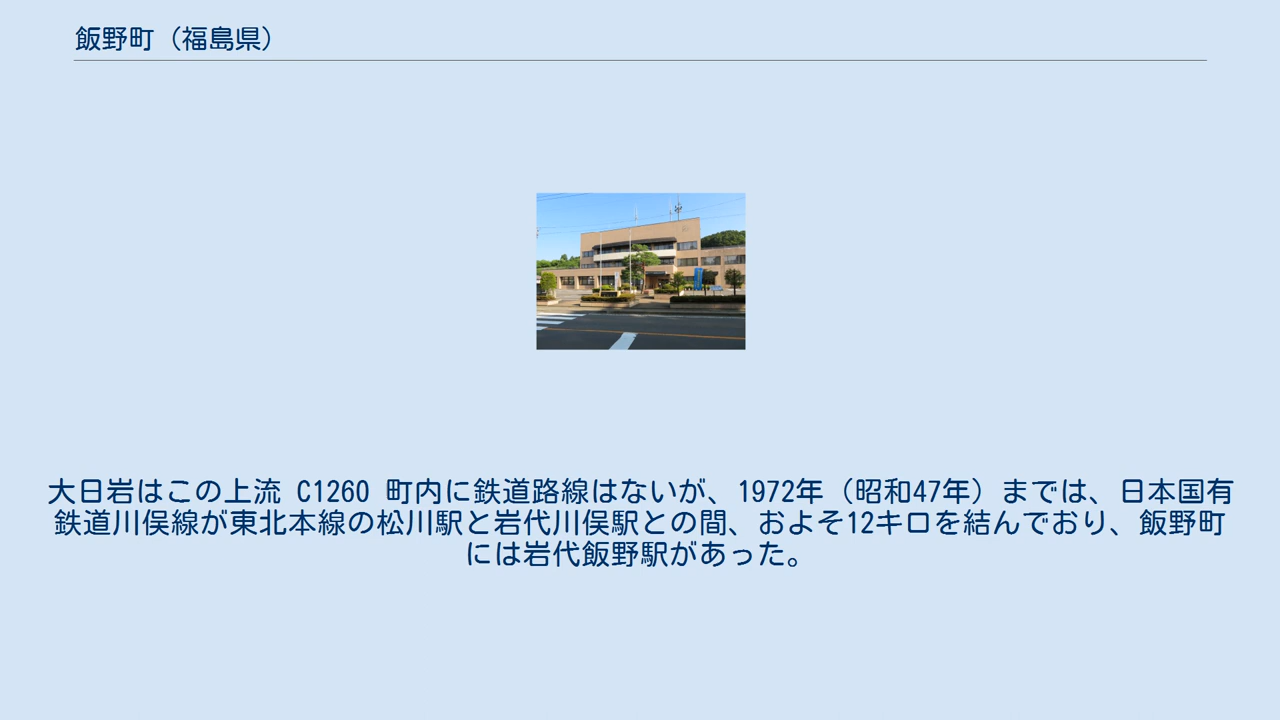 飯野町（福島県）
大日岩はこの上流 C1260 町内に鉄道路線はないが、1972年（昭和47年）までは、日本国有
鉄道川俣線が東北本線の松川駅と岩代川俣駅との間、およそ12キロを結んでおり、飯野町
には岩代飯野駅があった。